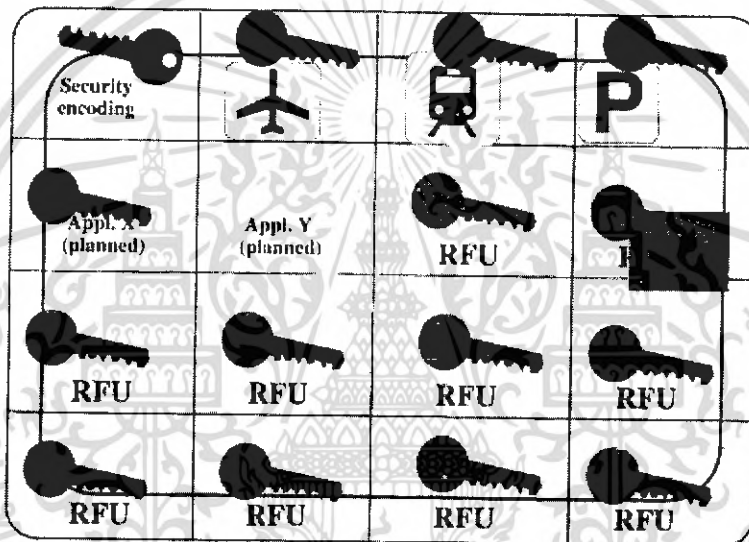 Security
encoding
P
Appl. X
(planned)
Appl. Y
(planned)
RFU
RFU
RFU
RFU
RFU
RFU
RFU
RFU
RFU